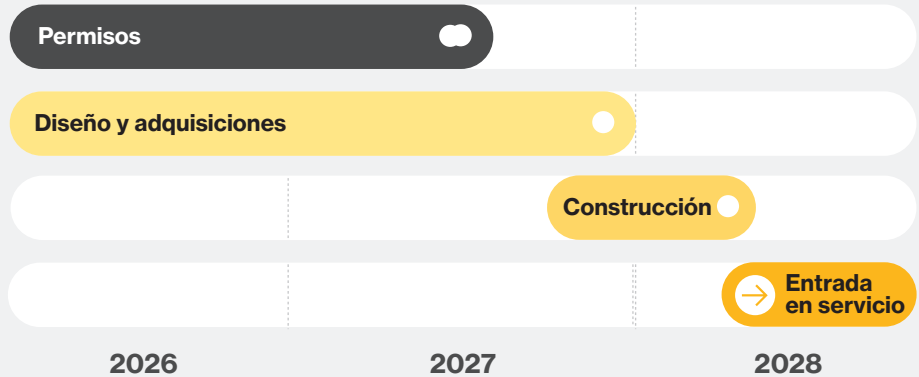 Permisos
Diseño y adquisiciones
Construcción
Entrada
en servicio
2026
2027
2028